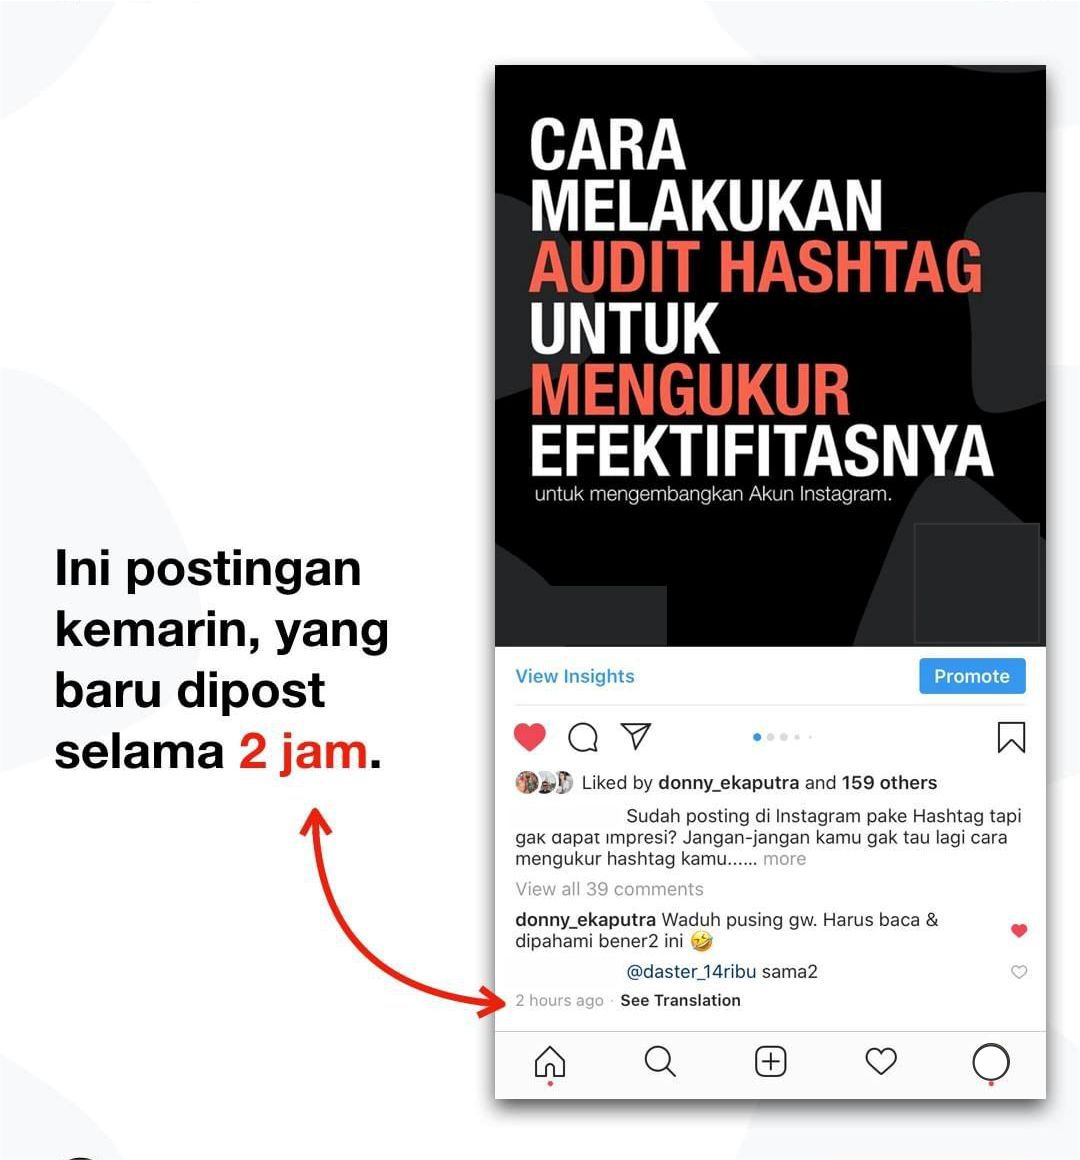 CARA
MELAKUKAN
AUDIT HASHTAG
UNTUK
MENGUKUR
EFEKTIFITASNYA
untuk mengembangkan Akun Instagram.
Ini postingan
kemarin, yang
baru dipost
selama 2 jam.
View Insights
Promote
Liked by donny_ekaputra and 159 others
Sudah posting di Instagram pake Hashtag tapi
gak dapat impresi? Jangan-jangan kamu gak tau lagi cara
mengukur hashtag kamu...... more
View all 39 comments
donny_ekaputra Waduh pusing gw. Harus baca &
dipahami bener2 ini 🤣
@daster_14ribu sama2
2 hours ago · See Translation